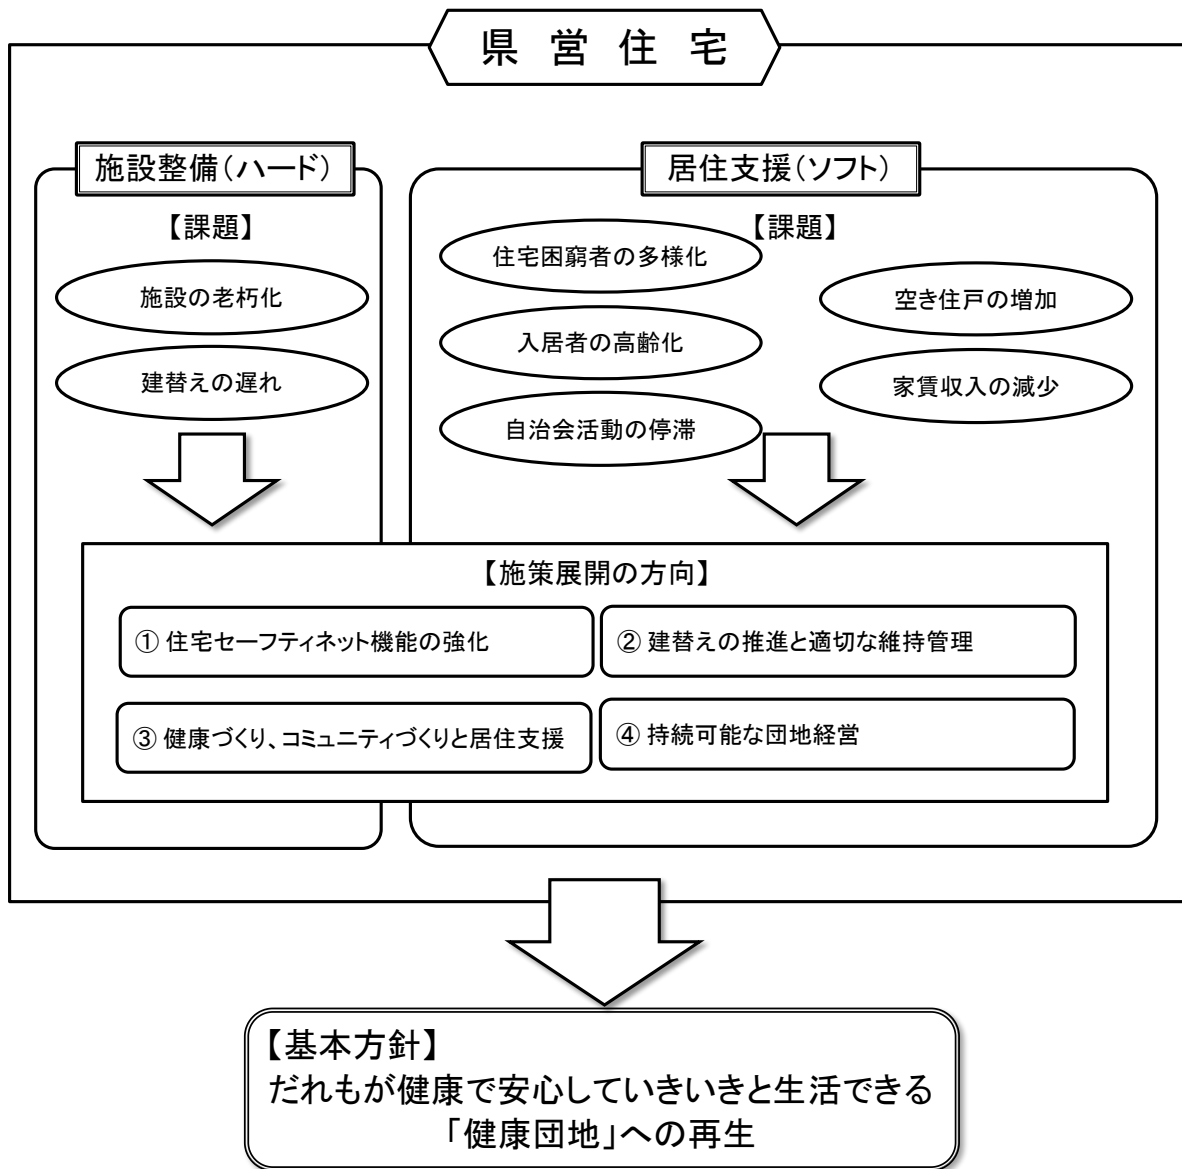 県営住宅
施設整備（ハード）
【課題】
施設の老朽化
建替えの遅れ
居住支援（ソフト）
【課題】
住宅困窮者の多様化
入居者の高齢化
自治会活動の停滞
空き住戸の増加
家賃収入の減少
【施策展開の方向】
① 住宅セーフティネット機能の強化
② 建替えの推進と適切な維持管理
③ 健康づくり、コミュニティづくりと居住支援
④ 持続可能な団地経営
【基本方針】
だれもが健康で安心していきいきと生活できる
「健康団地」への再生